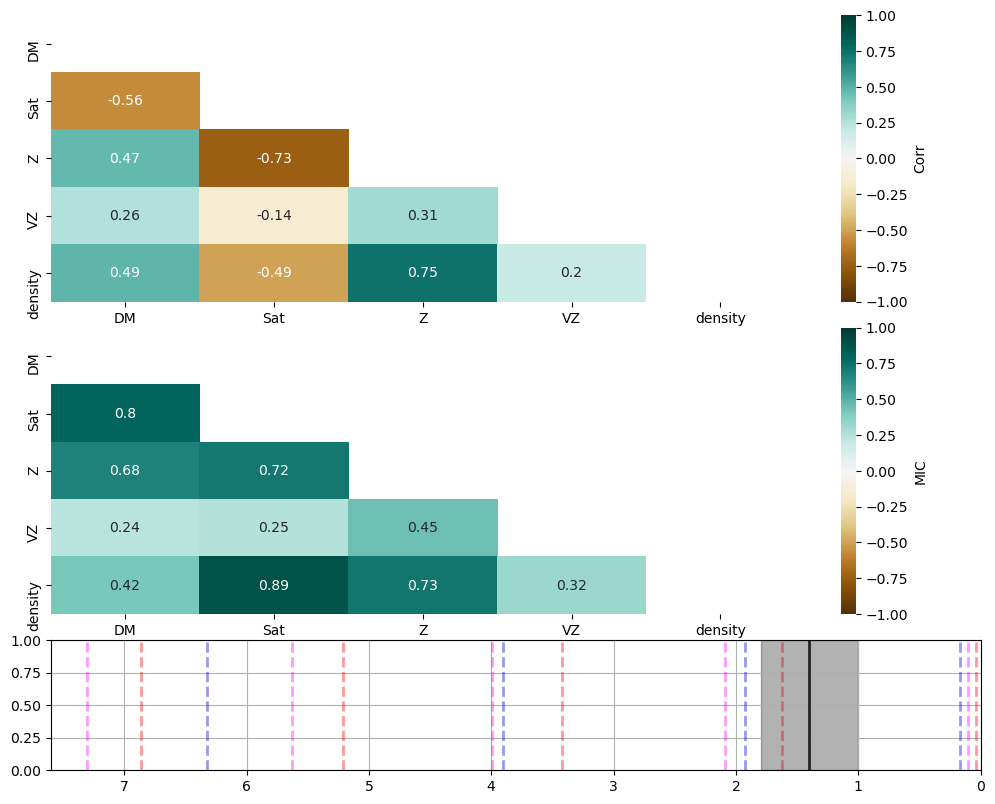 DM
Sat
-0.56
Z
0.47 -0.73
VZ
0.26 -0.14 0.31
density
0.49 -0.49 0.75 0.2
DM Sat Z VZ density
1.00
0.75
0.50
0.25
0.00
−0.25
−0.50
−0.75
−1.00
Corr
DM
Sat
0.8
Z
0.68 0.72
VZ
0.24 0.25 0.45
density
0.42 0.89 0.73 0.32
DM Sat Z VZ density
1.00
0.75
0.50
0.25
0.00
−0.25
−0.50
−0.75
−1.00
MIC
1.00
0.75
0.50
0.25
0.00
7 6 5 4 3 2 1 0